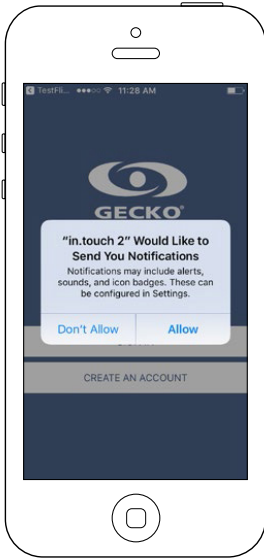 TestFli... 11:28 AM
GECKO®
"in.touch 2" Would Like to
Send You Notifications
Notifications may include alerts,
sounds, and icon badges. These can
be configured in Settings.
Don't Allow Allow
CREATE AN ACCOUNT